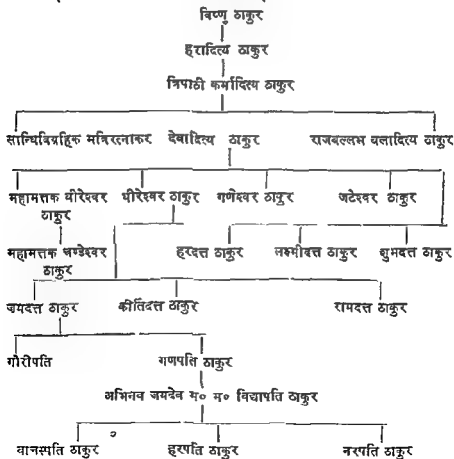 विष्णु ठाकुर
हरादित्य ठाकुर
त्रिपाठी कर्मादित्य ठाकुर
सान्धिविग्रहिक मत्रिरत्नाकर देवादित्य ठाकुर राजबल्लभ बलादित्य ठाकुर
महामत्तक वीरेश्वर धीरेश्वर ठाकुर गणेश्वर ठाकुर जटेश्वर ठाकुर
ठाकुर
महामत्तक चण्डेश्वर हरदत्त ठाकुर लक्ष्मीदत्त ठाकुर शुभदत्त ठाकुर
ठाकुर
जयदत्त ठाकुर कीर्तिदत्त ठाकुर रामदत्त ठाकुर
गौरीपति गणपति ठाकुर
अभिनव जयदेव म० म० विद्यापति ठाकुर
वाचस्पति ठाकुर हरपति ठाकुर नरपति ठाकुर